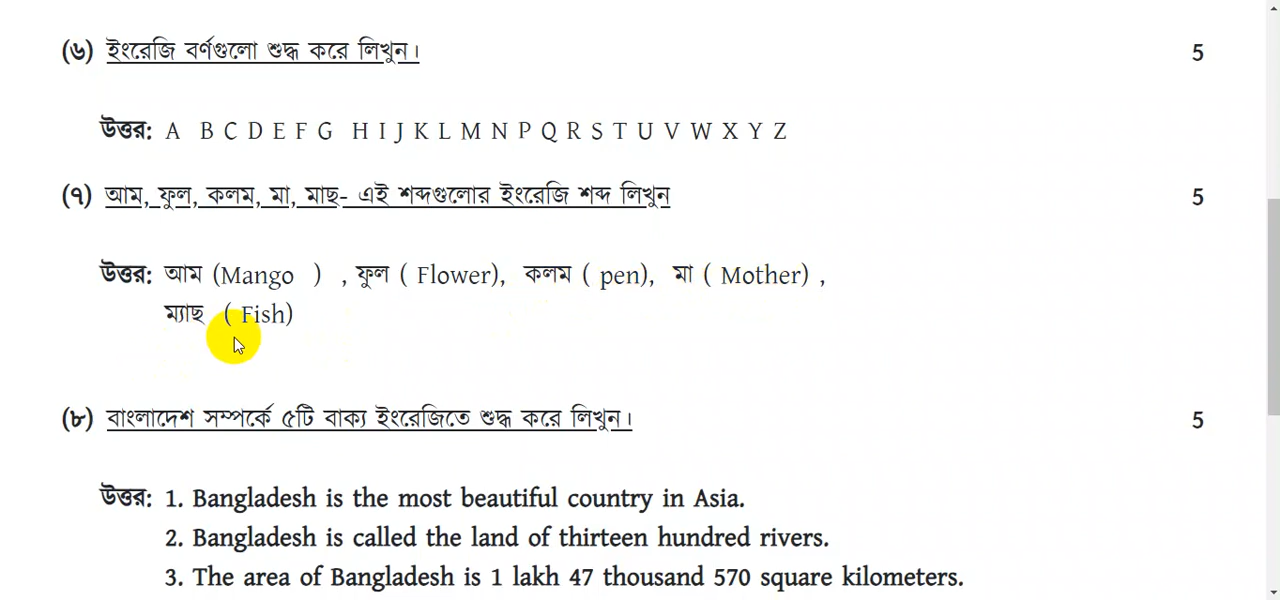 (৬) ইংরেজি বর্ণগুলো শুদ্ধ করে লিখুন। 5
উত্তর: A B C D E F G H I J K L M N P Q R S T U V W X Y Z
(৭) আম, ফুল, কলম, মা, মাছ- এই শব্দগুলোর ইংরেজি শব্দ লিখুন 5
উত্তর: আম (Mango ) , ফুল ( Flower), কলম ( pen), মা ( Mother) ,
ম্যাছ ( Fish)
(৮) বাংলাদেশ সম্পর্কে ৫টি বাক্য ইংরেজিতে শুদ্ধ করে লিখুন। 5
উত্তর: 1. Bangladesh is the most beautiful country in Asia.
2. Bangladesh is called the land of thirteen hundred rivers.
3. The area of Bangladesh is 1 lakh 47 thousand 570 square kilometers.